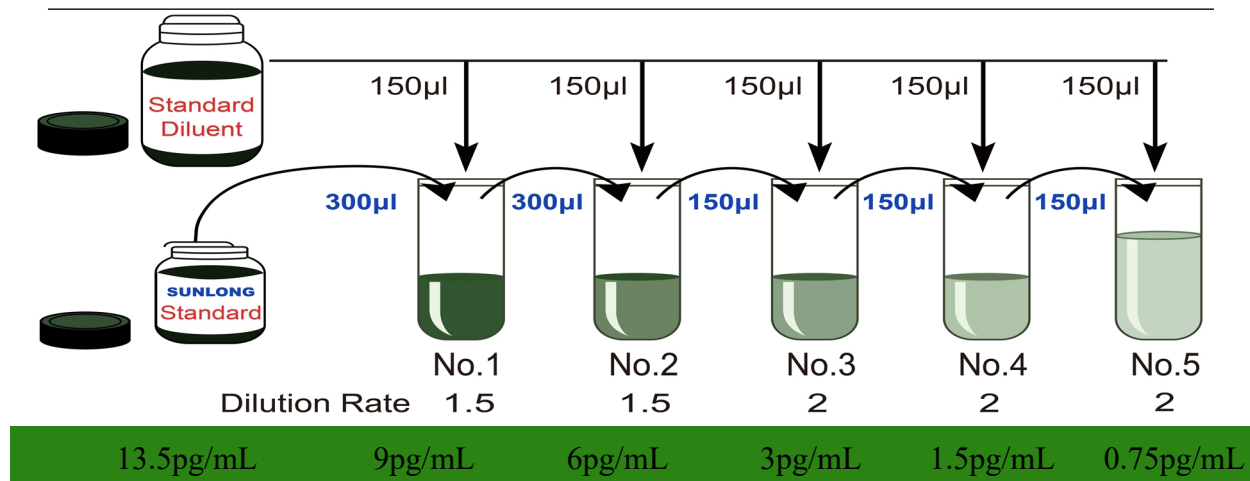 150µl 150µl 150µl 150µl 150µl
Standard
Diluent
300µl 300µl 150µl 150µl 150µl
SUNLONG
Standard
No.1 No.2 No.3 No.4 No.5
Dilution Rate 1.5 1.5 2 2 2
13.5pg/mL 9pg/mL 6pg/mL 3pg/mL 1.5pg/mL 0.75pg/mL